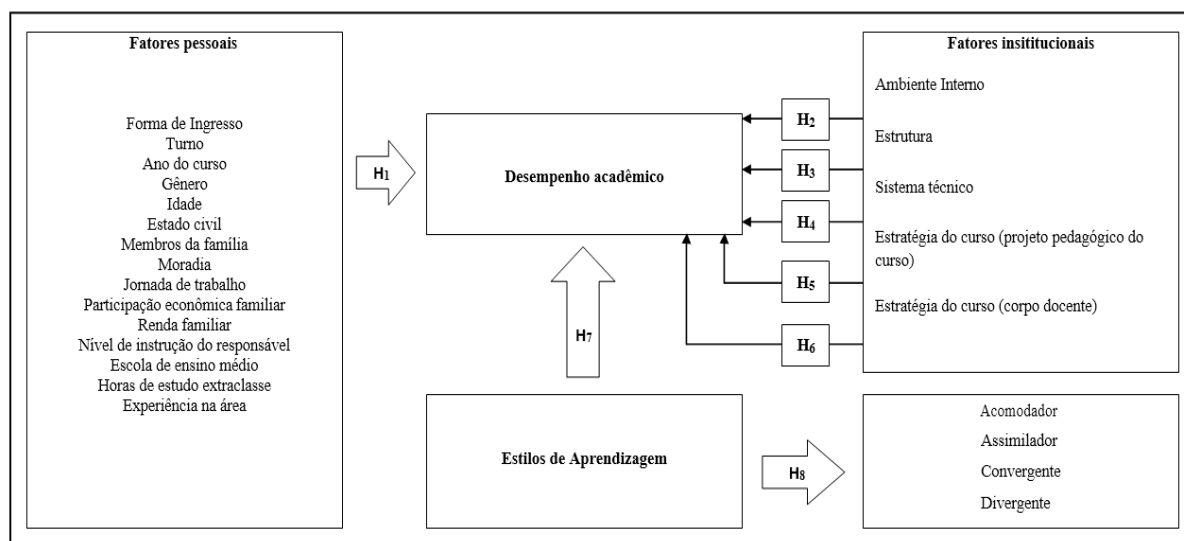 Fatores pessoais
Forma de Ingresso
Turno
Ano do curso
Gênero
Idade
Estado civil
Membros da família
Moradia
Jornada de trabalho
Participação econômica familiar
Renda familiar
Nível de instrução do responsável
Escola de ensino médio
Horas de estudo extraclasse
Experiência na área
H1
Desempenho acadêmico
H7
Estilos de Aprendizagem
H2
H3
H4
H5
H6
Fatores insititucionais
Ambiente Interno
Estrutura
Sistema técnico
Estratégia do curso (projeto pedagógico do
curso)
Estratégia do curso (corpo docente)
H8
Acomodador
Assimilador
Convergente
Divergente